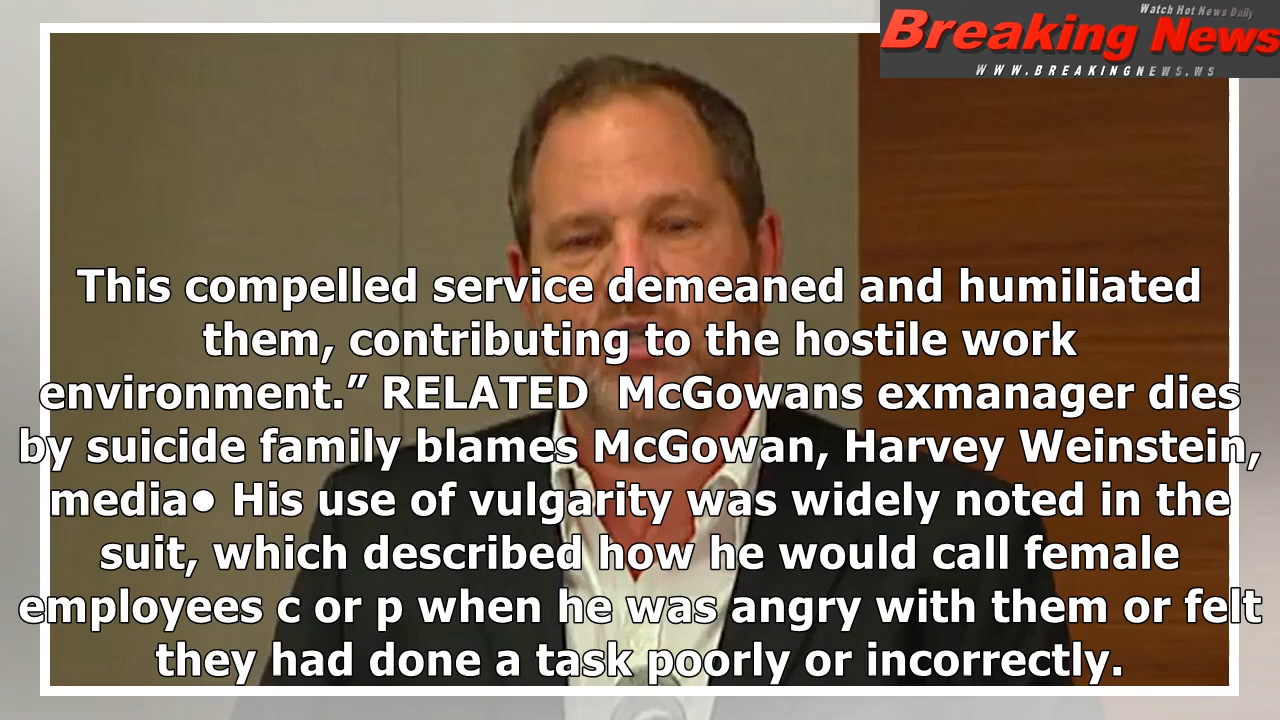 Watch Hot News Daily
Breaking News
WWW.BREAKINGNEWS.WS
This compelled service demeaned and humiliated
them, contributing to the hostile work
environment.” RELATED  McGowans exmanager dies
by suicide family blames McGowan, Harvey Weinstein,
media● His use of vulgarity was widely noted in the
suit, which described how he would call female
employees c or p when he was angry with them or felt
they had done a task poorly or incorrectly.